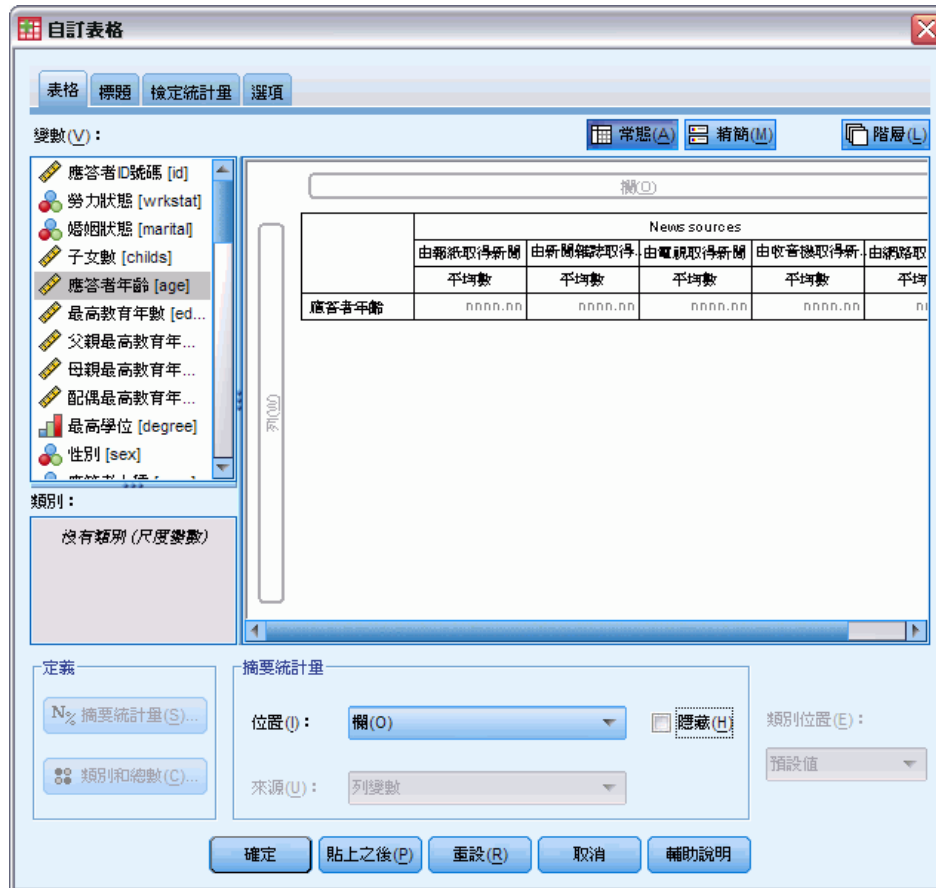 自訂表格
表格 標題 檢定統計量 選項
變數(V)：
常態(A) 精簡(M) 階層(L)
應答者ID號碼 [id]
勞力狀態 [wrkstat]
婚姻狀態 [marital]
子女數 [childs]
應答者年齡 [age]
最高教育年數 [ed...
父親最高教育年...
母親最高教育年...
配偶最高教育年...
最高學位 [degree]
性別 [sex]
類別：
沒有類別 (尺度變數)
欄(O)
列(W)
News sources
由報紙取得新聞 由新聞雜誌取得. 由電視取得新聞 由收音機取得新. 由網路取
平均數 平均數 平均數 平均數 平均
應答者年齡 nnnn.nn nnnn.nn nnnn.nn nnnn.nn
定義
N% 摘要統計量(S)...
類別和總數(C)...
摘要統計量
位置(I)： 欄(O) 隱藏(H)
來源(U)： 列變數
類別位置(E)：
預設值
確定 貼上之後(P) 重設(R) 取消 輔助說明